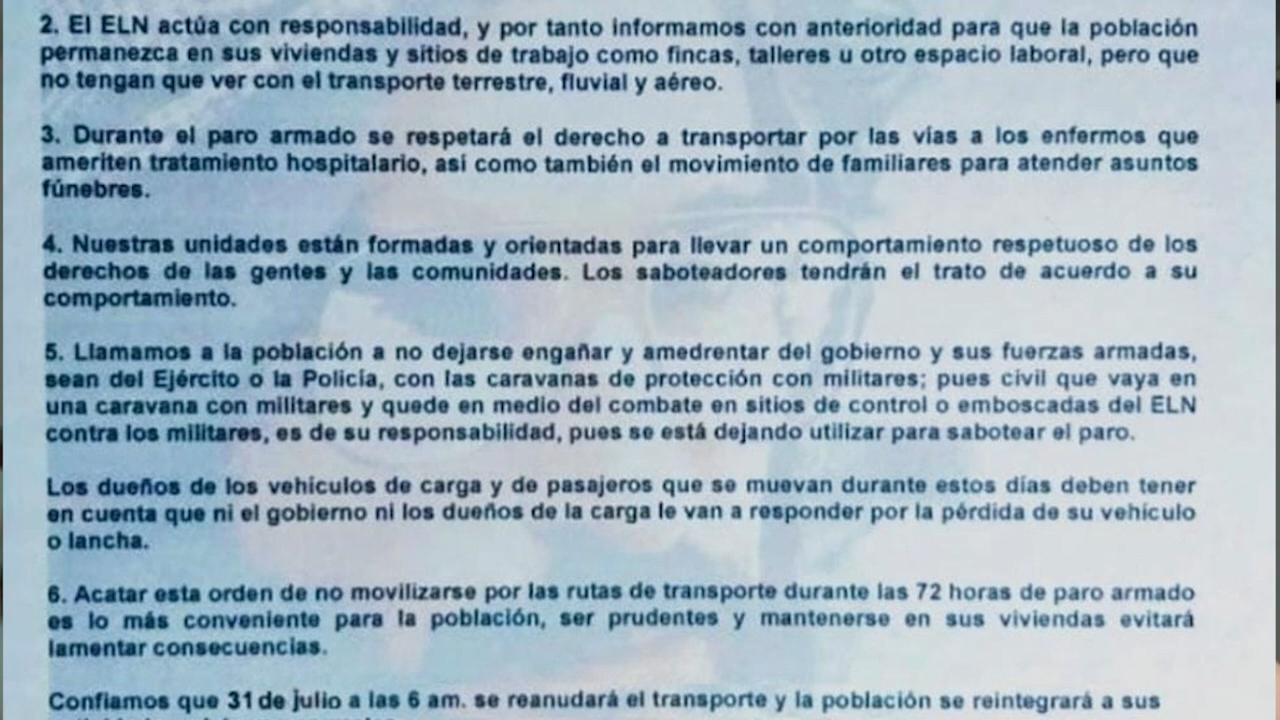 2. El ELN actúa con responsabilidad, y por tanto informamos con anterioridad para que la población
permanezca en sus viviendas y sitios de trabajo como fincas, talleres u otro espacio laboral, pero que
no tengan que ver con el transporte terrestre, fluvial y aéreo.
3. Durante el paro armado se respetará el derecho a transportar por las vías a los enfermos que
ameriten tratamiento hospitalario, así como también el movimiento de familiares para atender asuntos
fúnebres.
4. Nuestras unidades están formadas y orientadas para llevar un comportamiento respetuoso de los
derechos de las gentes y las comunidades. Los saboteadores tendrán el trato de acuerdo a su
comportamiento.
5. Llamamos a la población a no dejarse engañar y amedrentar del gobierno y sus fuerzas armadas,
sean del Ejército o la Policía, con las caravanas de protección con militares; pues civil que vaya en
una caravana con militares y quede en medio del combate en sitios de control o emboscadas del ELN
contra los militares, es de su responsabilidad, pues se está dejando utilizar para sabotear el paro.
Los dueños de los vehículos de carga y de pasajeros que se muevan durante estos días deben tener
en cuenta que ni el gobierno ni los dueños de la carga le van a responder por la pérdida de su vehículo
o lancha.
6. Acatar esta orden de no movilizarse por las rutas de transporte durante las 72 horas de paro armado
es lo más conveniente para la población, ser prudentes y mantenerse en sus viviendas evitará
lamentar consecuencias.
Confiamos que 31 de julio a las 6 am. se reanudará el transporte y la población se reintegrará a sus